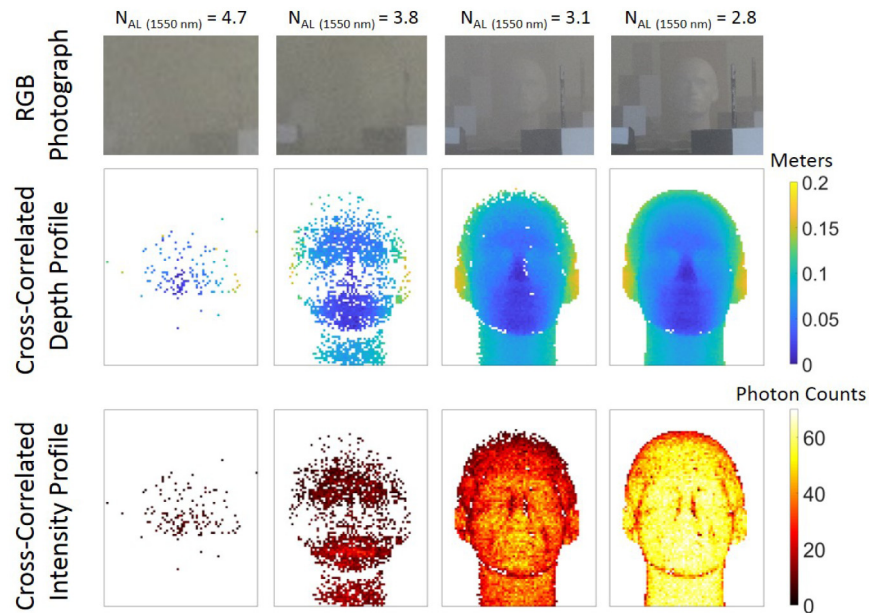 N_AL (1550 nm) = 4.7
N_AL (1550 nm) = 3.8
N_AL (1550 nm) = 3.1
N_AL (1550 nm) = 2.8
RGB
Photograph
Cross-Correlated
Depth Profile
Meters
0.2
0.15
0.1
0.05
0
Cross-Correlated
Intensity Profile
Photon Counts
60
40
20
0